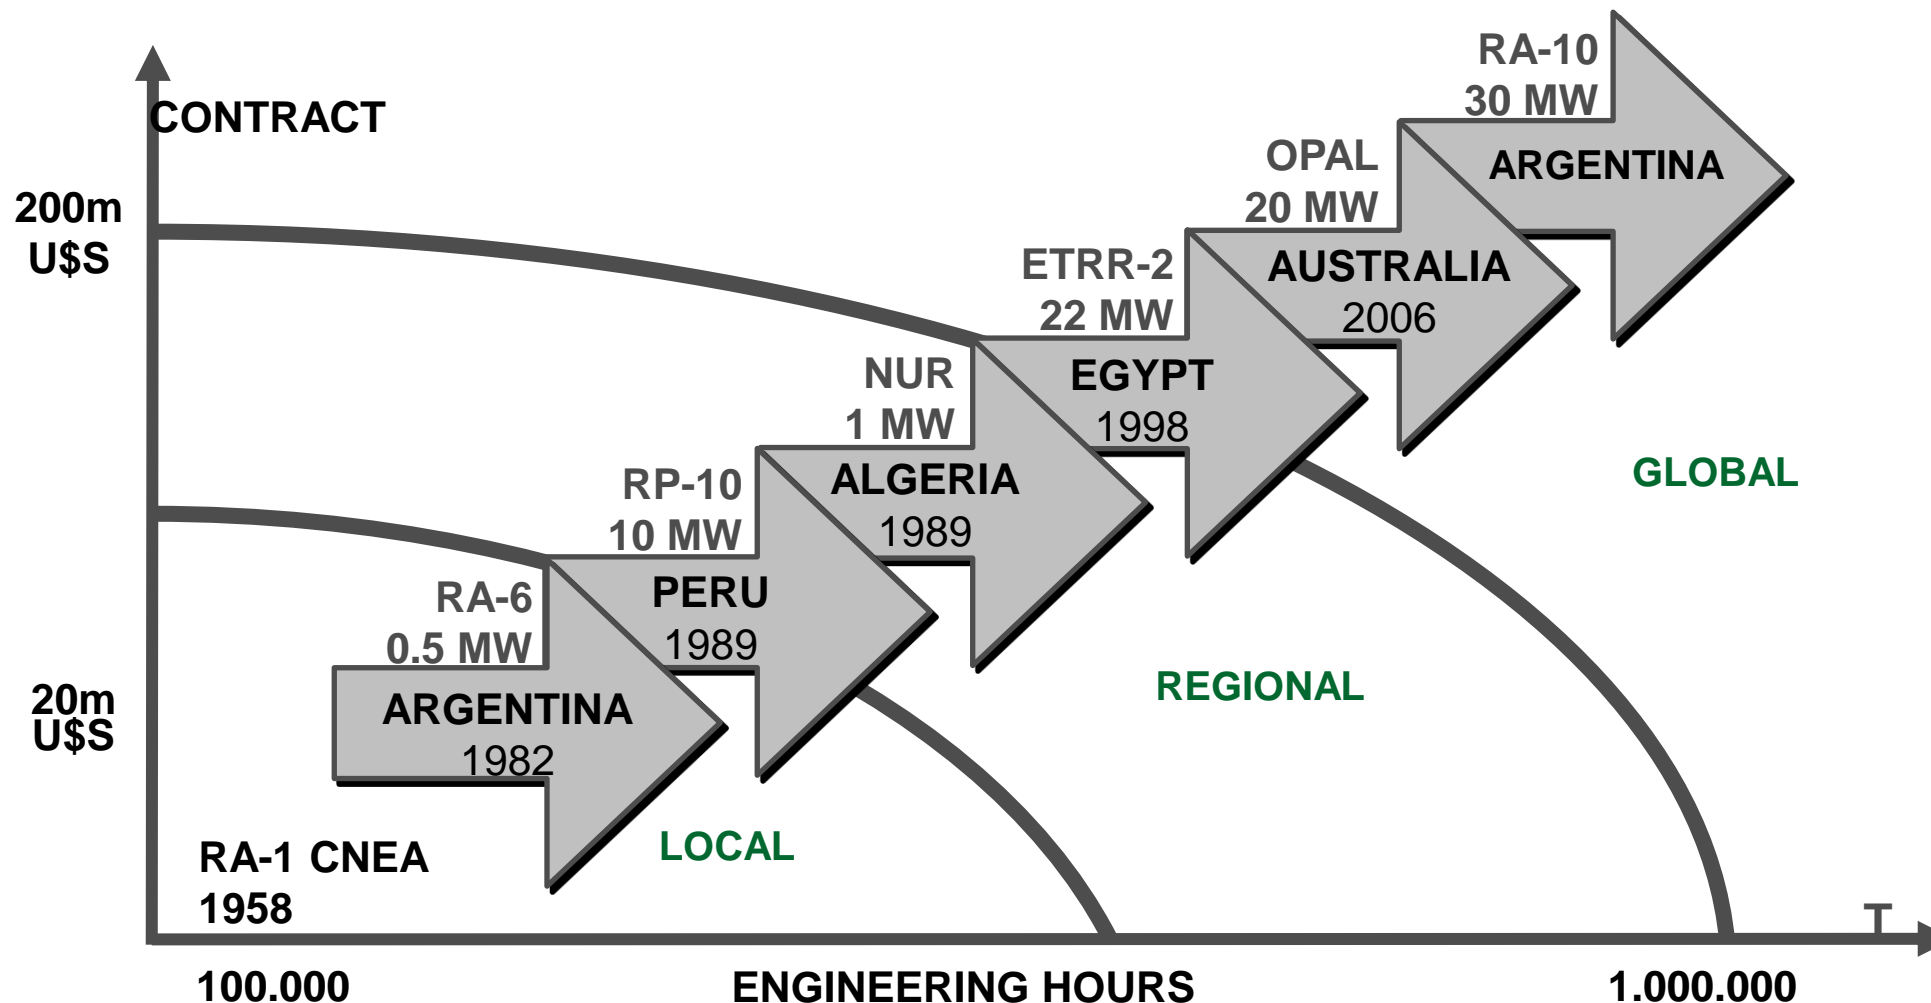 RA-10
30 MW
CONTRACT
OPAL
20 MW
ARGENTINA
200m
U$S
ETRR-2
22 MW
AUSTRALIA
2006
NUR
1 MW
EGYPT
1998
RP-10
10 MW
ALGERIA
1989
GLOBAL
RA-6
0.5 MW
PERU
1989
20m
U$S
ARGENTINA
1982
REGIONAL
LOCAL
RA-1 CNEA
1958
T
100.000
ENGINEERING HOURS
1.000.000